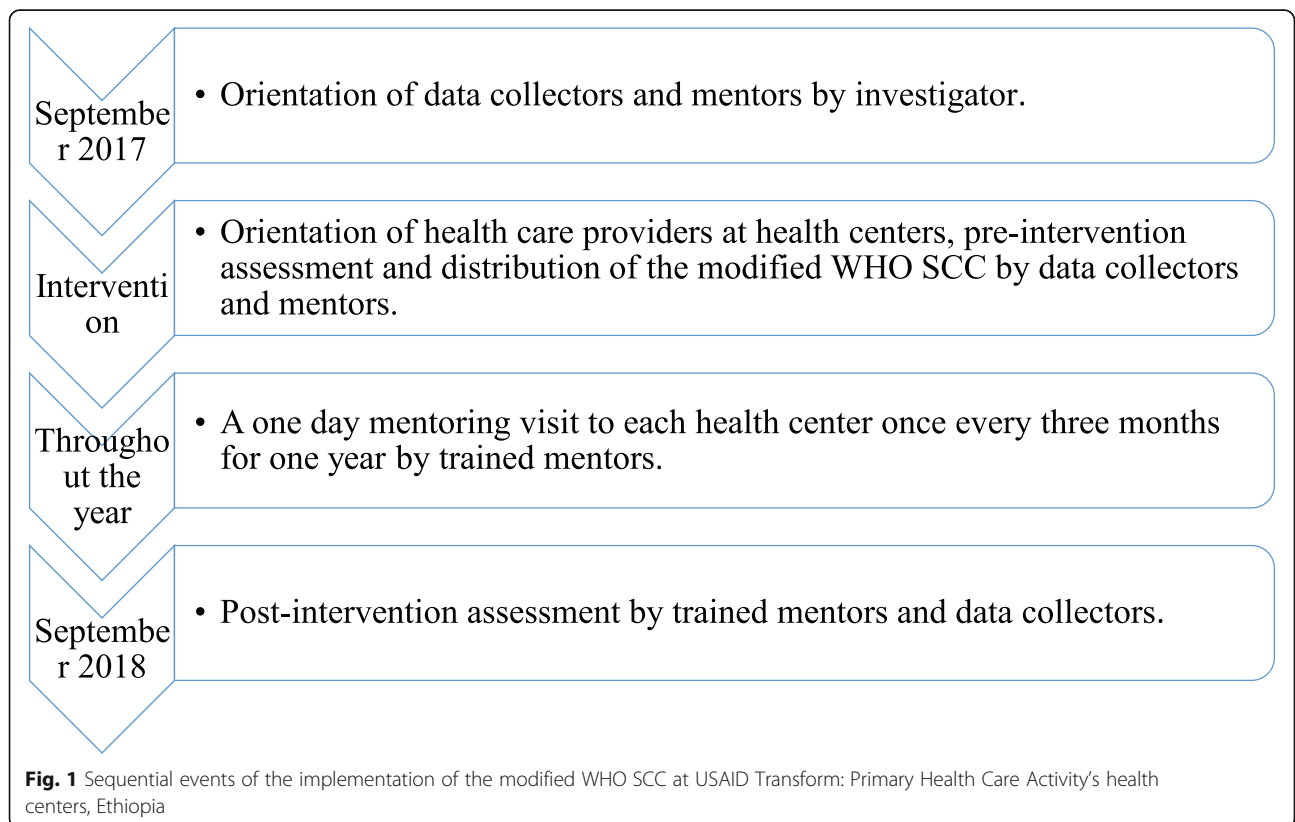 Septembe
r 2017
• Orientation of data collectors and mentors by investigator.
Interventi
on
• Orientation of health care providers at health centers, pre-intervention
assessment and distribution of the modified WHO SCC by data collectors
and mentors.
Througho
ut the
year
• A one day mentoring visit to each health center once every three months
for one year by trained mentors.
Septembe
r 2018
• Post-intervention assessment by trained mentors and data collectors.
Fig. 1 Sequential events of the implementation of the modified WHO SCC at USAID Transform: Primary Health Care Activity's health
centers, Ethiopia